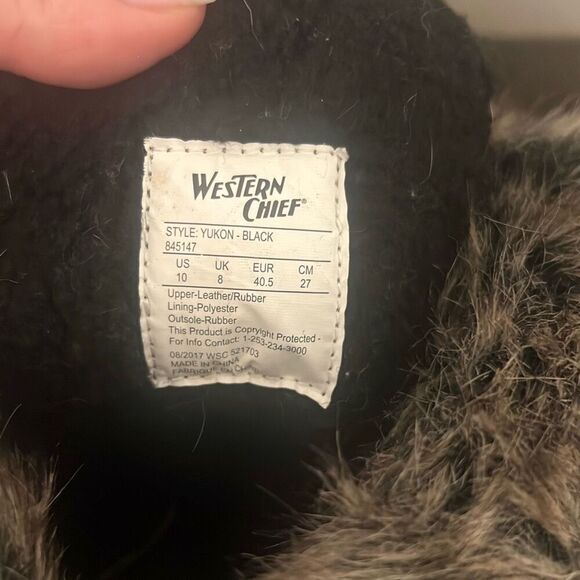 WESTERN
CHIEF®
STYLE: YUKON - BLACK
845147
US UK EUR CM
10 8 40.5 27
Upper-Leather/Rubber
Lining-Polyester
Outsole-Rubber
This Product is Copyright Protected -
For Info Contact: 1-253-234-3000
08/2017 WSC 521703
MADE IN CHINA
FABRIQUE EN